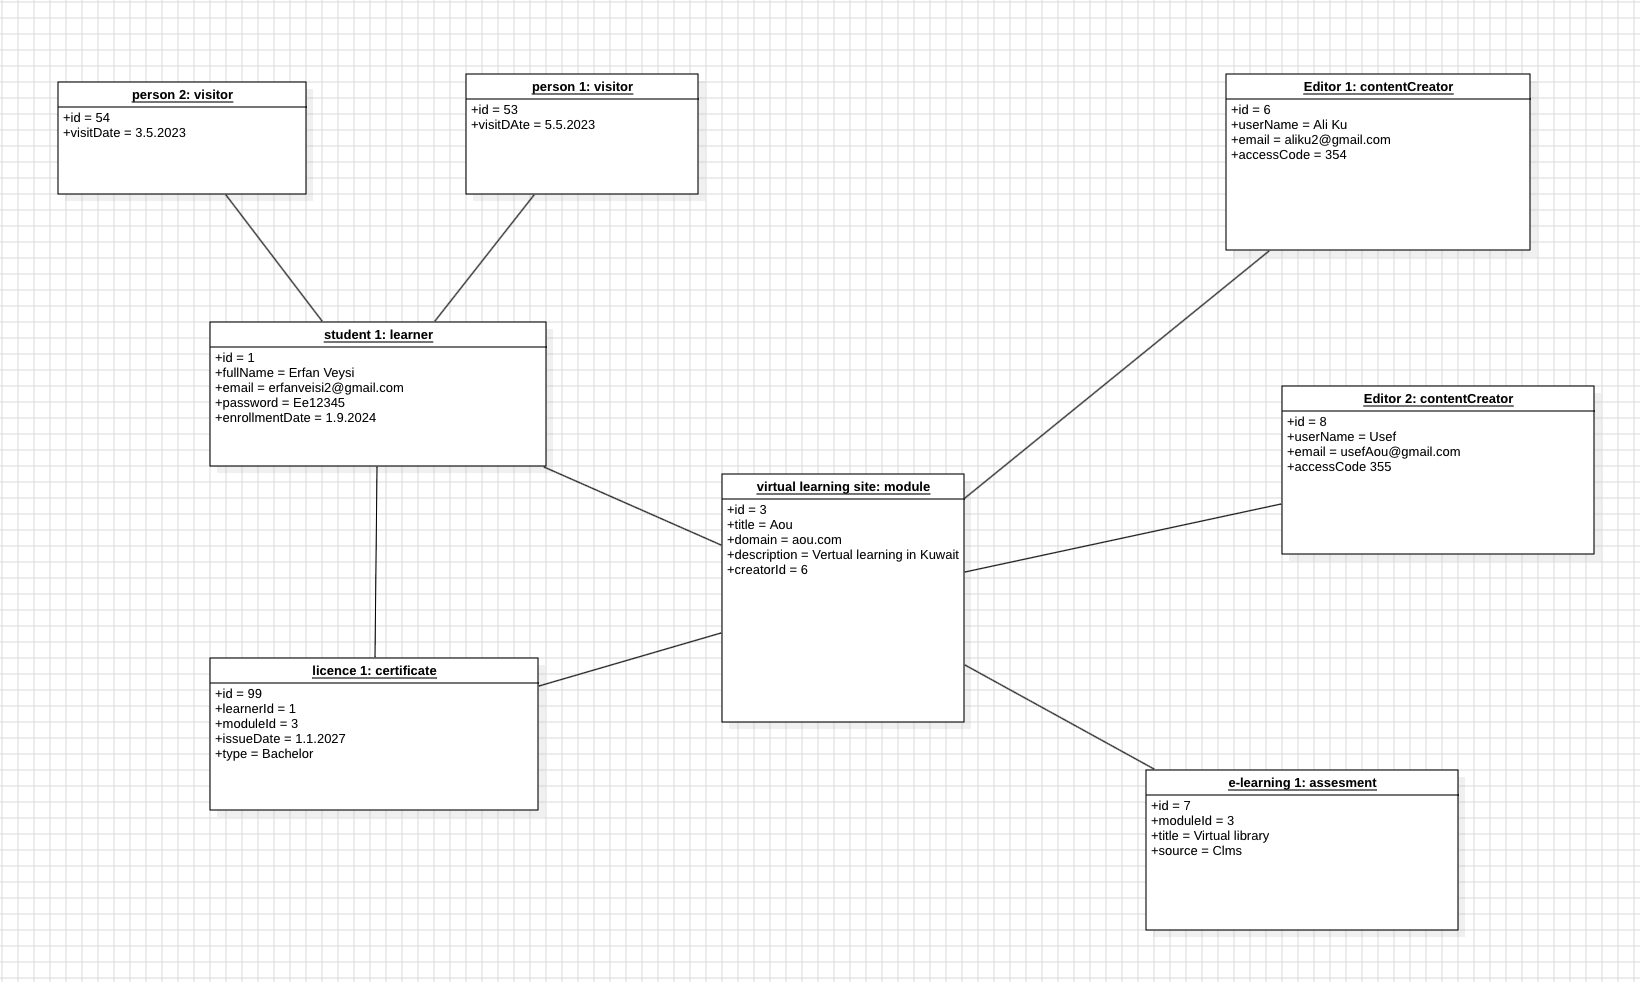 person 2: visitor
+id = 54
+visitDate = 3.5.2023
person 1: visitor
+id = 53
+visitDAte = 5.5.2023
Editor 1: contentCreator
+id = 6
+userName = Ali Ku
+email = aliku2@gmail.com
+accessCode = 354
student 1: learner
+id = 1
+fullName = Erfan Veysi
+email = erfanveisi2@gmail.com
+password = Ee12345
+enrollmentDate = 1.9.2024
Editor 2: contentCreator
+id = 8
+userName = Usef
+email = usefAou@gmail.com
+accessCode 355
virtual learning site: module
+id = 3
+title = Aou
+domain = aou.com
+description = Vertual learning in Kuwait
+creatorId = 6
licence 1: certificate
+id = 99
+learnerId = 1
+moduleId = 3
+issueDate = 1.1.2027
+type = Bachelor
e-learning 1: assesment
+id = 7
+moduleId = 3
+title = Virtual library
+source = Clms